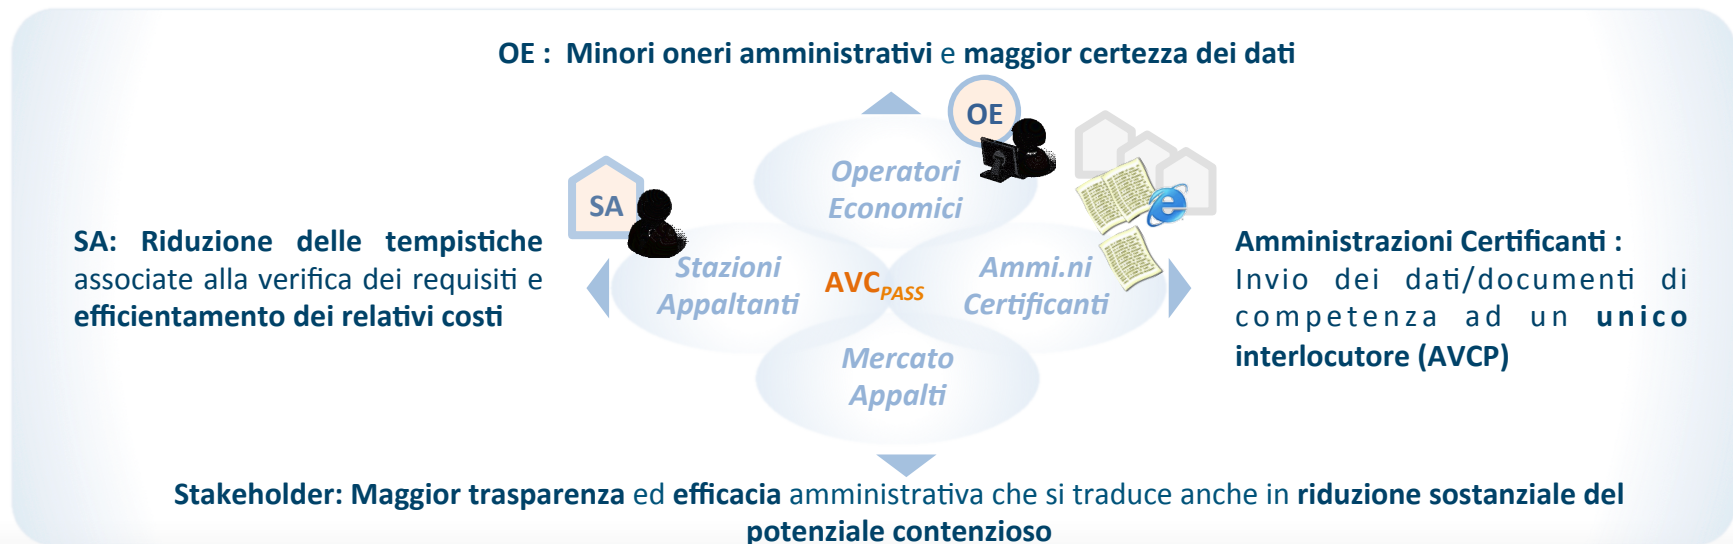 OE : Minori oneri amministrativi e maggior certezza dei dati
OE
Operatori
Economici
SA
SA: Riduzione delle tempistiche
associate alla verifica dei requisiti e
efficientamento dei relativi costi
Stazioni
Appaltanti
AVCPASS
Ammi.ni
Certificanti
Amministrazioni Certificanti :
Invio dei dati/documenti di
competenza ad un unico
interlocutore (AVCP)
Mercato
Appalti
Stakeholder: Maggior trasparenza ed efficacia amministrativa che si traduce anche in riduzione sostanziale del
potenziale contenzioso